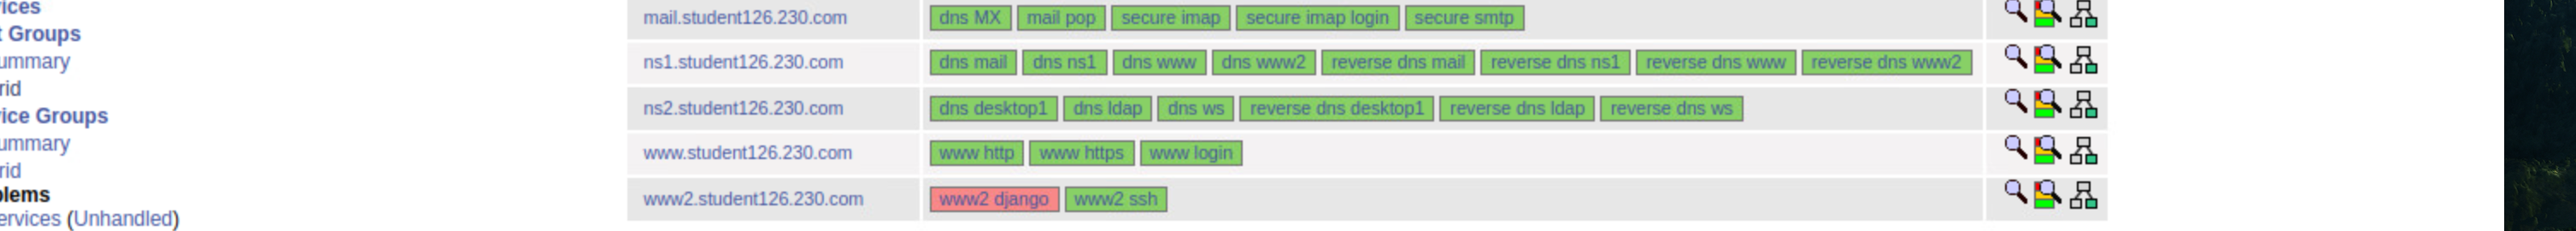 ices
t Groups
ummary
rid
vice Groups
ummary
rid
blems
ervices (Unhandled)
mail.student126.230.com dns MX mail pop secure imap secure imap login secure smtp
ns1.student126.230.com dns mail dns ns1 dns www dns www2 reverse dns mail reverse dns ns1 reverse dns www reverse dns www2
ns2.student126.230.com dns desktop1 dns ldap dns ws reverse dns desktop1 reverse dns ldap reverse dns ws
www.student126.230.com www http www https www login
www2.student126.230.com www2 django www2 ssh